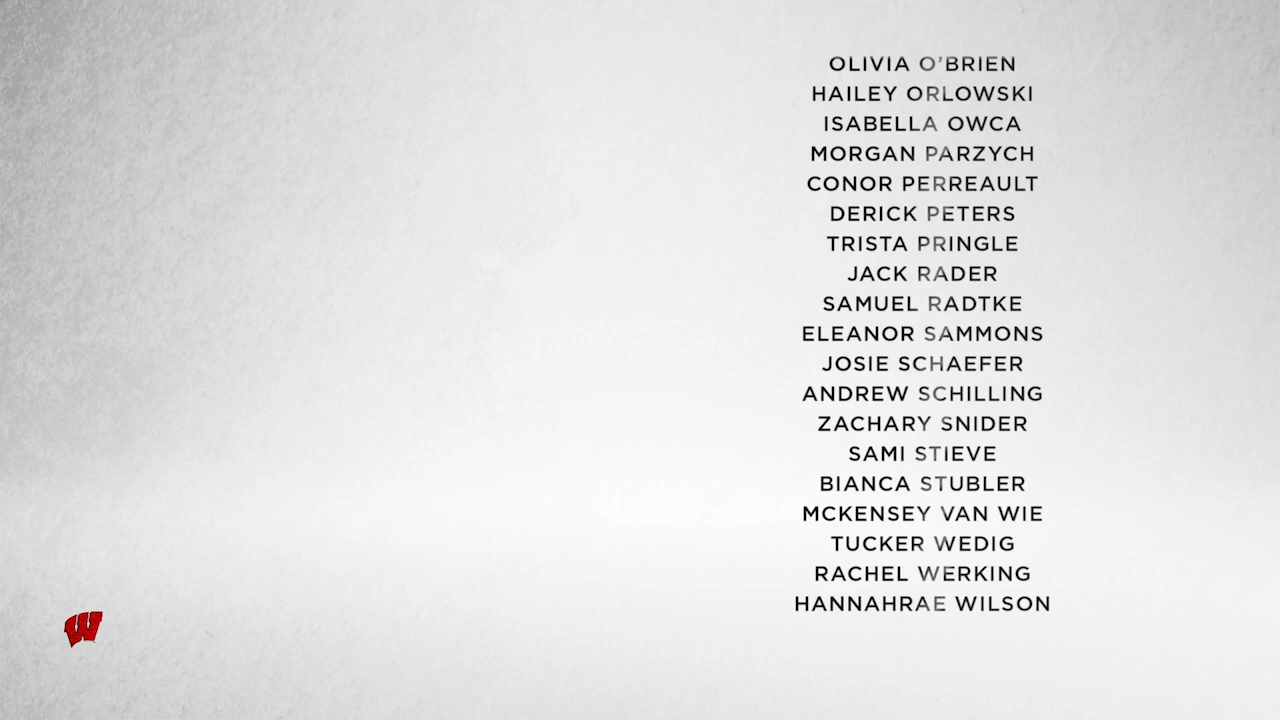 OLIVIA O’BRIEN
HAILEY ORLOWSKI
ISABELLA OWCA
MORGAN PARZYCH
CONOR PERREAULT
DERICK PETERS
TRISTA PRINGLE
JACK RADER
SAMUEL RADTKE
ELEANOR SAMMONS
JOSIE SCHAEFER
ANDREW SCHILLING
ZACHARY SNIDER
SAMI STIEVE
BIANCA STUBLER
MCKENSEY VAN WIE
TUCKER WEDIG
RACHEL WERKING
HANNAHRAE WILSON
W